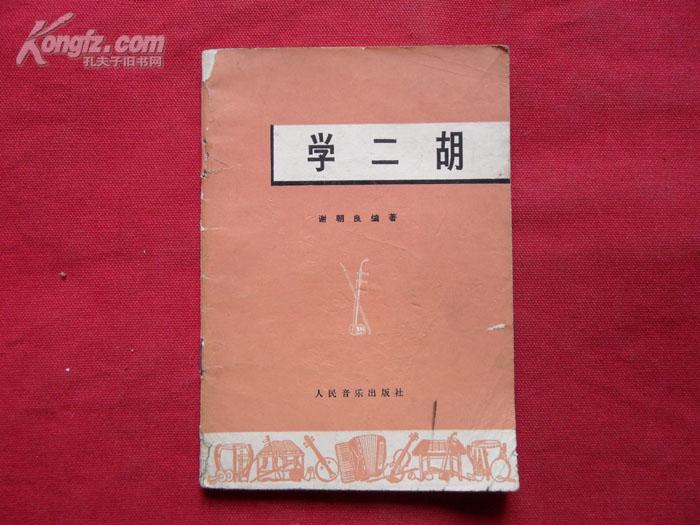 Kongfz.com
孔夫子旧书网
学二胡
谢朝良编著
人民音乐出版社